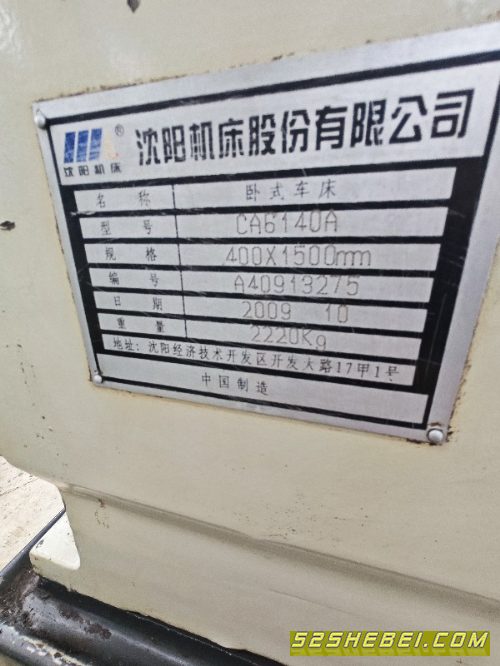 沈阳机床股份有限公司
®
沈阳机床
名称 卧式车床
型号 CA6140A
规格 400X1500mm
编号 A40913275
日期 2009 10
重量 2220Kg
地址：沈阳经济技术开发区开发大路17甲1号
中国制造
52SHEBEI.COM